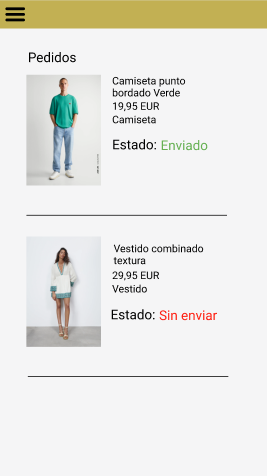 Pedidos
Camiseta punto
bordado Verde
19,95 EUR
Camiseta
Estado: Enviado
Vestido combinado
textura
29,95 EUR
Vestido
Estado: Sin enviar